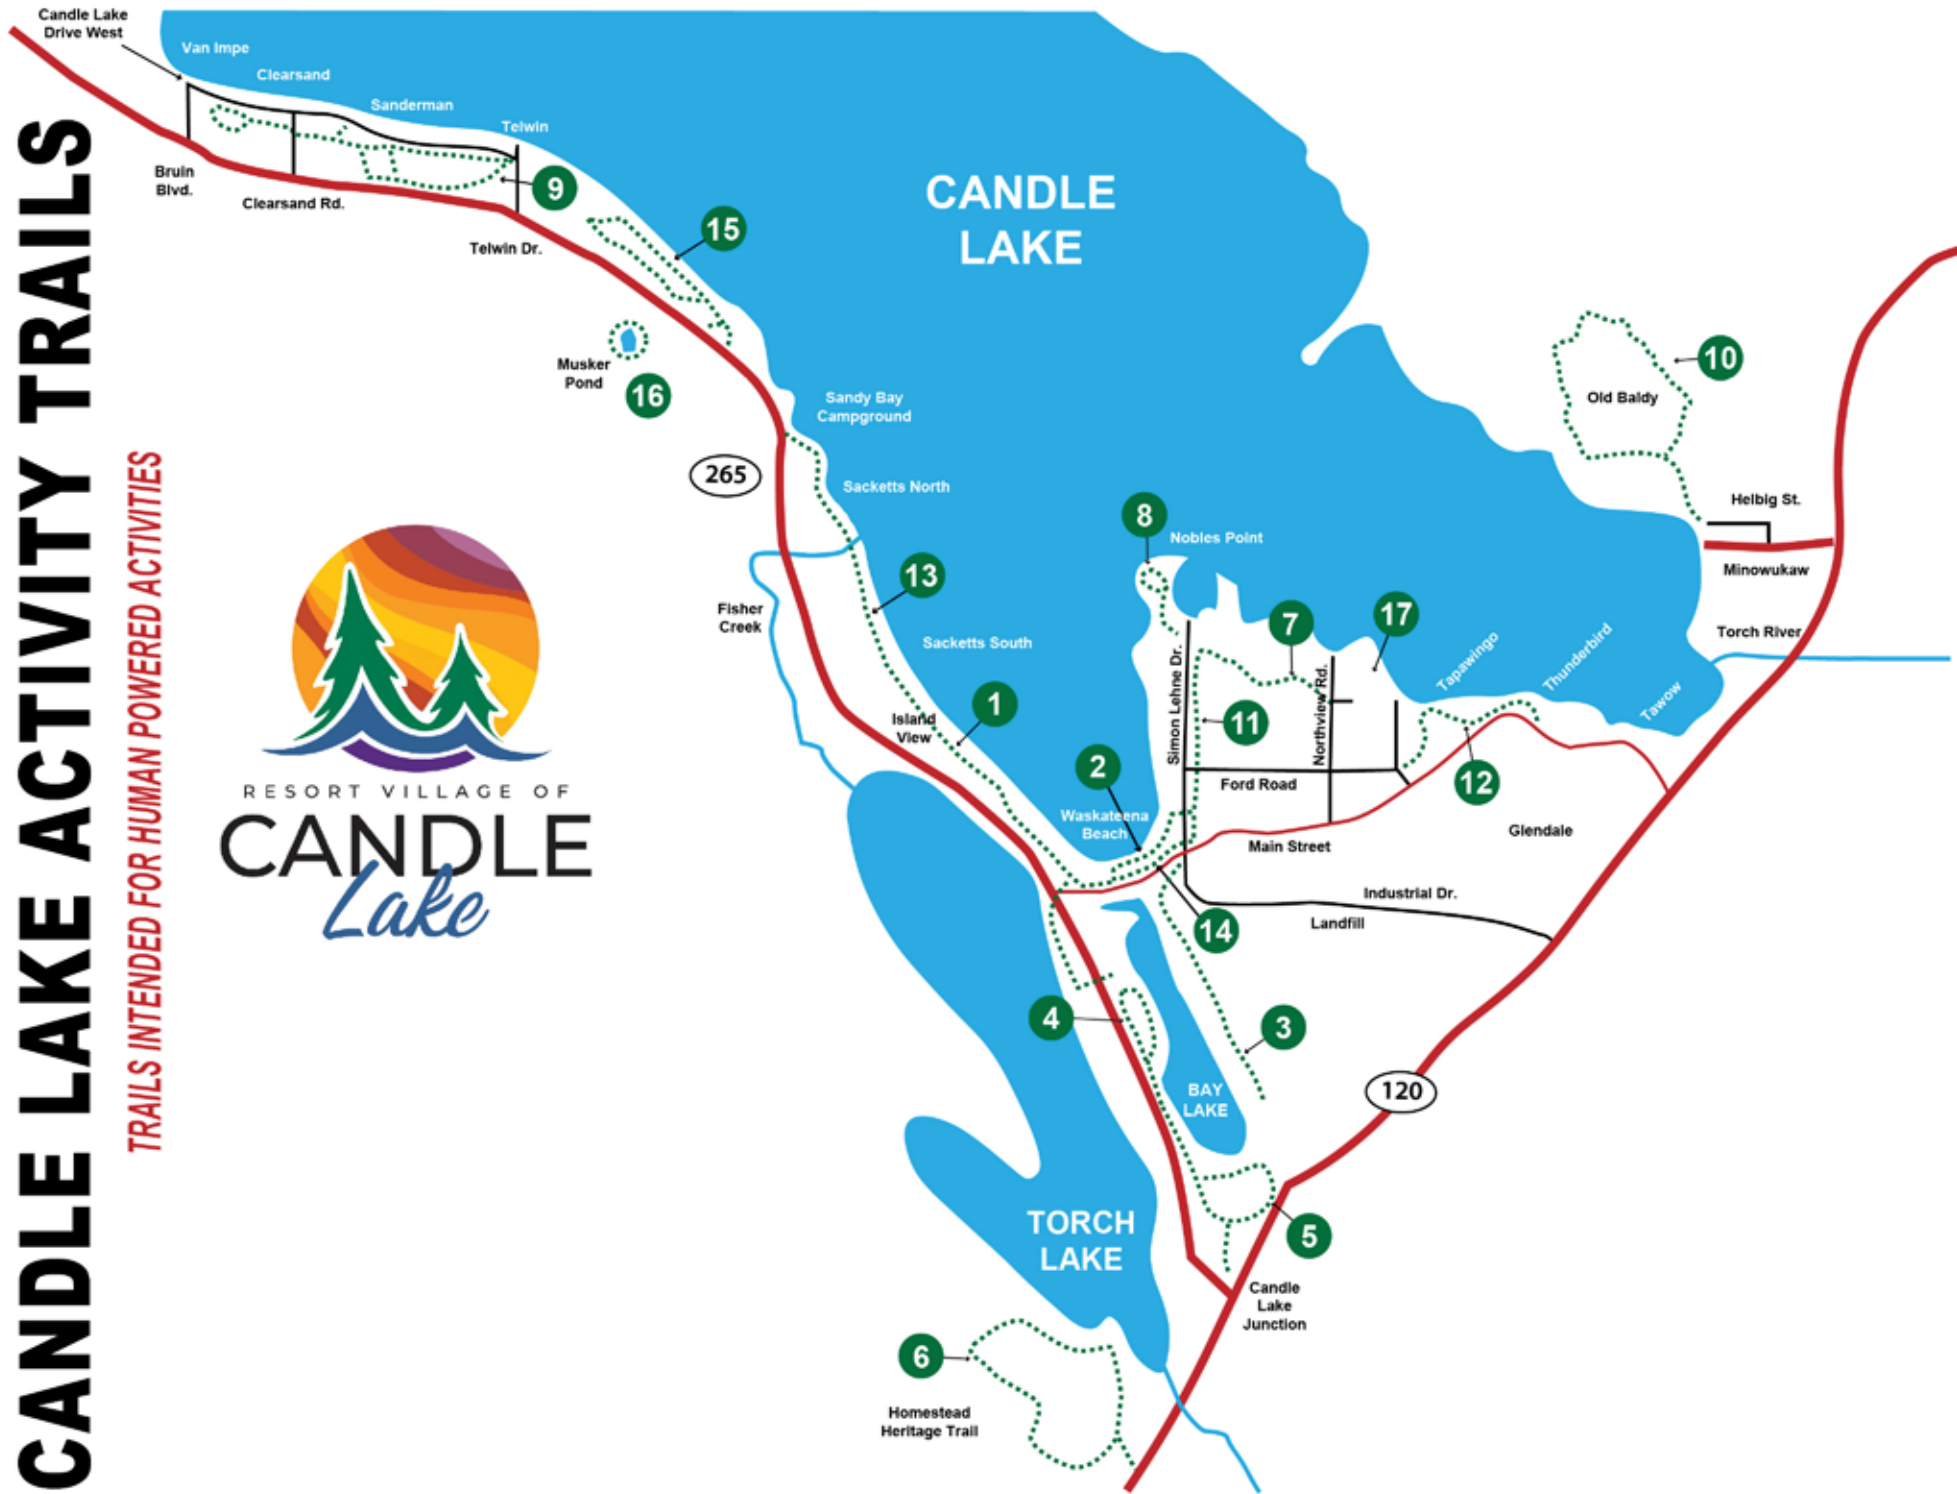 CANDLE LAKE ACTIVITY TRAILS
TRAILS INTENDED FOR HUMAN POWERED ACTIVITIES
RESORT VILLAGE OF
CANDLE
Lake
Candle Lake
Drive West
Van Impe
Clearsand
Sanderman
Telwin
Bruin
Blvd.
Clearsand Rd.
9
Telwin Dr.
15
CANDLE
LAKE
Musker
Pond
16
Sandy Bay
Campground
265
Sacketts North
10
Old Baldy
Helbig St.
Minowukaw
Torch River
8
Nobles Point
13
Fisher
Creek
Sacketts South
7
17
Tapawingo
Thunderbird
Tawow
1
Island
View
Simon Lehne Dr.
11
Northview Rd.
2
Ford Road
12
Waskateena
Beach
Main Street
Glendale
Industrial Dr.
Landfill
14
4
3
BAY
LAKE
120
TORCH
LAKE
5
Candle
Lake
Junction
6
Homestead
Heritage Trail